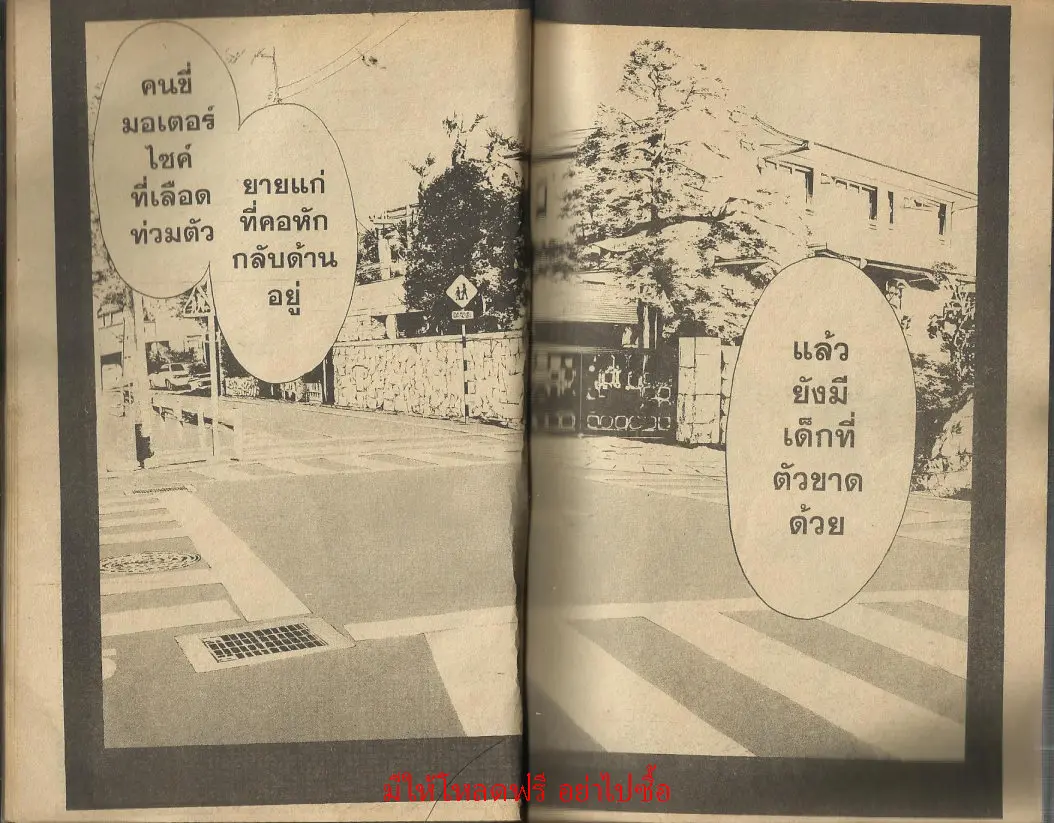 คนขี่
มอเตอร์
ไซค์
ที่เลือด
ท่วมตัว
ยายแก่
ที่คอหัก
กลับด้าน
อยู่
แล้ว
ยังมี
เด็กที่
ตัวขาด
ด้วย
มีให้โหลดฟรี อย่าไปซื้อ